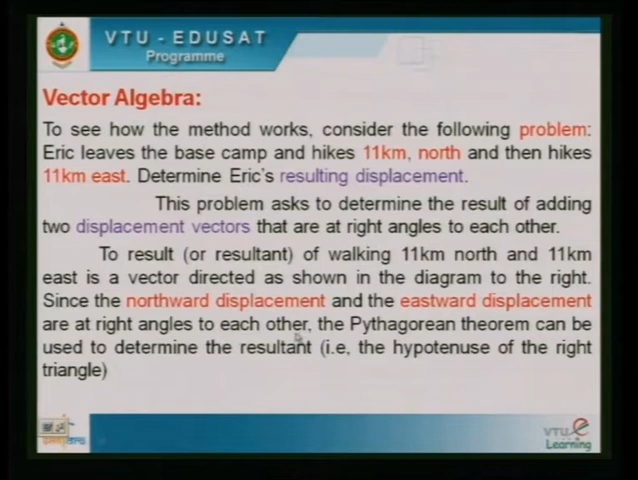 VTU - EDUSAT
Programme
Vector Algebra:
To see how the method works, consider the following problem:
Eric leaves the base camp and hikes 11km, north and then hikes
11km east. Determine Eric's resulting displacement.
This problem asks to determine the result of adding
two displacement vectors that are at right angles to each other.
To result (or resultant) of walking 11km north and 11km
east is a vector directed as shown in the diagram to the right.
Since the northward displacement and the eastward displacement
are at right angles to each other, the Pythagorean theorem can be
used to determine the resultant (i.e, the hypotenuse of the right
triangle)
VTU e
Learning